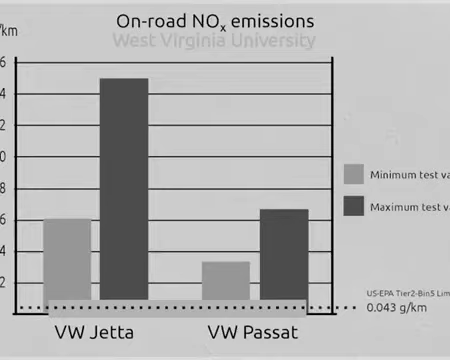 On-road NOx emissions
West Virginia University
/km
6
4
2
0
8
6
4
2
Minimum test va
Maximum test v
US-EPA Tier2-Bin5 Lim
0.043 g/km
VW Jetta
VW Passat